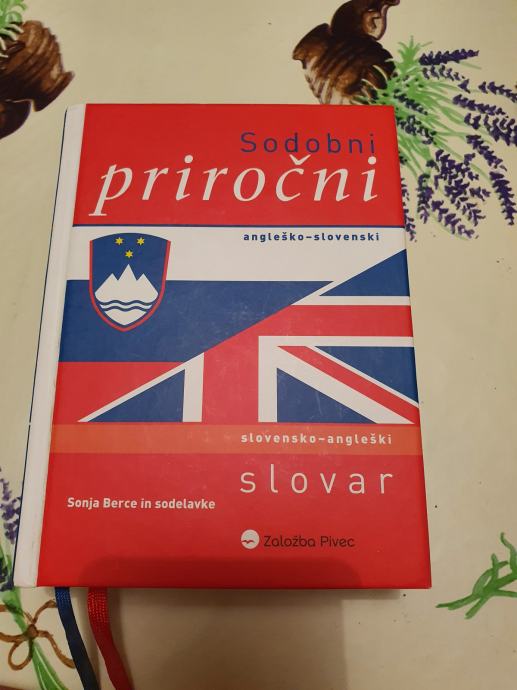 Sodobni
priročni
angleško–slovenski
slovensko–angleški
slovar
Sonja Berce in sodelavke
Založba Pivec